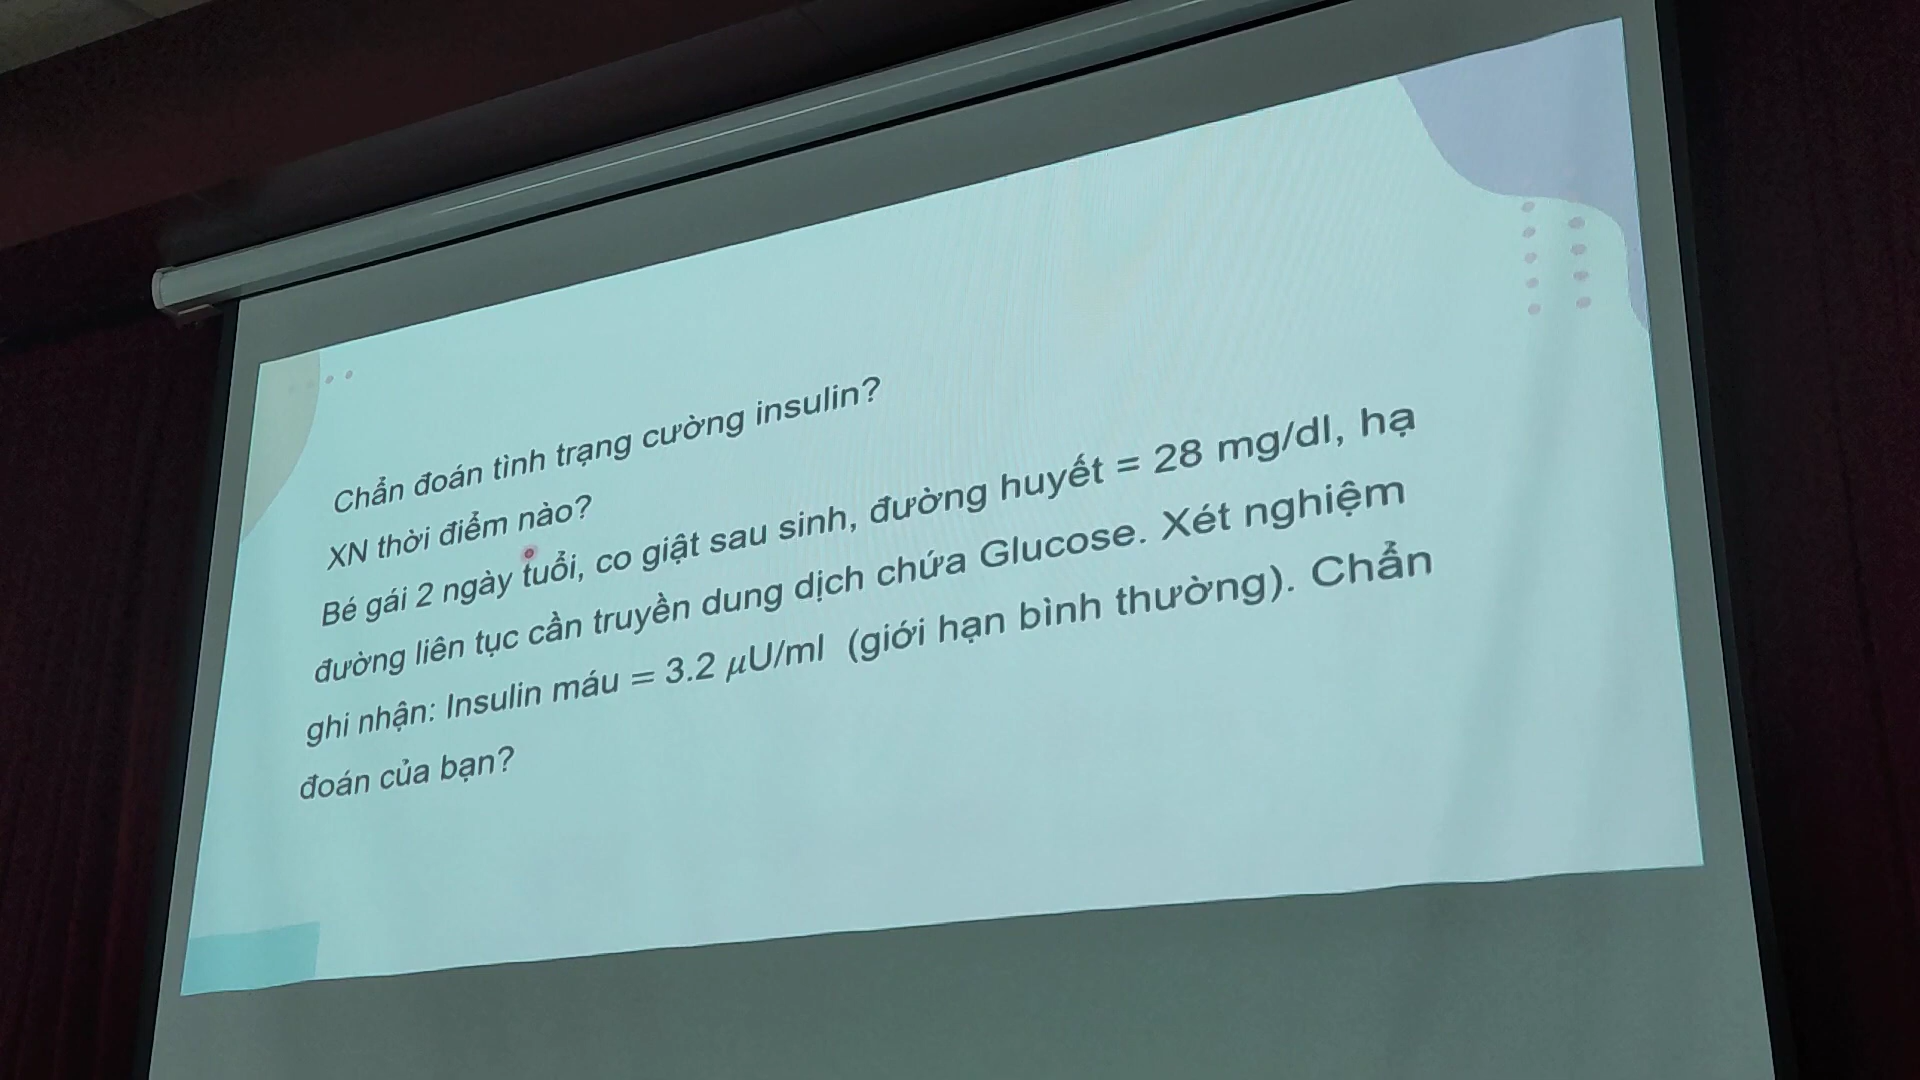 Chẩn đoán tình trạng cường insulin?
XN thời điểm nào?
Bé gái 2 ngày tuổi, co giật sau sinh, đường huyết = 28 mg/dl, hạ
đường liên tục cần truyền dung dịch chứa Glucose. Xét nghiệm
ghi nhận: Insulin máu = 3.2 𝜇U/ml (giới hạn bình thường). Chẩn
đoán của bạn?